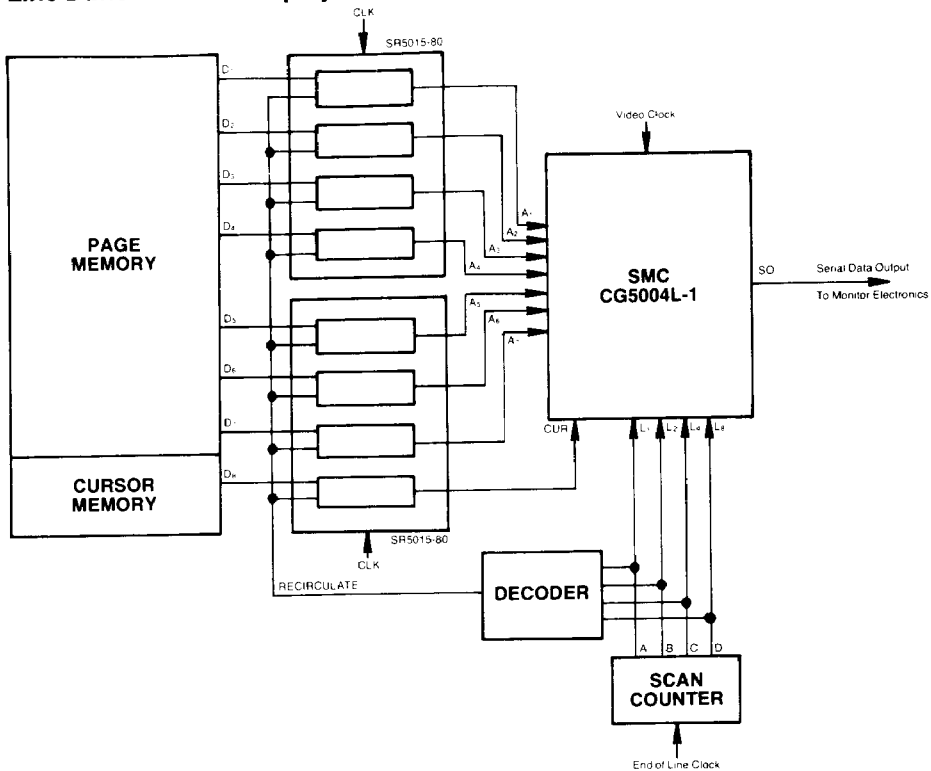 CLK
SR5015-80
D₂
D₃
D₄
PAGE
MEMORY
D₅
D₆
CURSOR
MEMORY
Video Clock
A₂
A₃
A₄
A₅
A₆
SMC
CG5004L-1
SO
Serial Data Output
To Monitor Electronics
CUR
L₁
L₂
L₄
L₈
SR5015-80
CLK
RECIRCULATE
DECODER
A B C D
SCAN
COUNTER
End of Line Clock